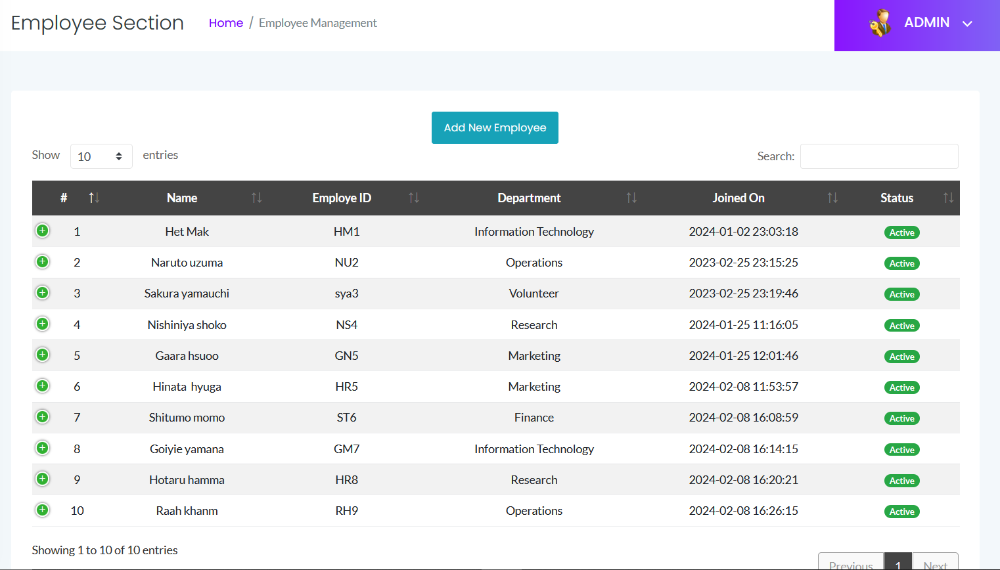 Employee Section Home / Employee Management ADMIN
Add New Employee
Show 10 entries Search:
# Name Employe ID Department Joined On Status
1 Het Mak HM1 Information Technology 2024-01-02 23:03:18 Active
2 Naruto uzuma NU2 Operations 2023-02-25 23:15:25 Active
3 Sakura yamauchi sya3 Volunteer 2023-02-25 23:19:46 Active
4 Nishiniya shoko NS4 Research 2024-01-25 11:16:05 Active
5 Gaara hsuoo GN5 Marketing 2024-01-25 12:01:46 Active
6 Hinata hyuga HR5 Marketing 2024-02-08 11:53:57 Active
7 Shitumo momo ST6 Finance 2024-02-08 16:08:59 Active
8 Goiyie yamana GM7 Information Technology 2024-02-08 16:14:15 Active
9 Hotaru hamma HR8 Research 2024-02-08 16:20:21 Active
10 Raah khanm RH9 Operations 2024-02-08 16:26:15 Active
Showing 1 to 10 of 10 entries
Previous 1 Next